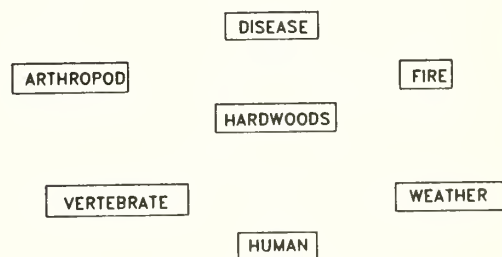 DISEASE
ARTHROPOD
FIRE
HARDWOODS
VERTEBRATE
WEATHER
HUMAN